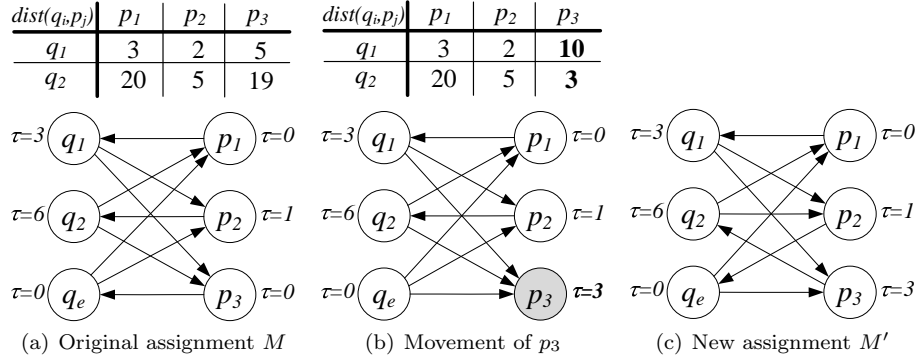 dist(qi,pj) p1 p2 p3
q1 3 2 5
q2 20 5 19
dist(qi,pj) p1 p2 p3
q1 3 2 10
q2 20 5 3
τ=3 q1 p1 τ=0
τ=6 q2 p2 τ=1
τ=0 qe p3 τ=0
(a) Original assignment M
τ=3 q1 p1 τ=0
τ=6 q2 p2 τ=1
τ=0 qe p3 τ=3
(b) Movement of p3
τ=3 q1 p1 τ=0
τ=6 q2 p2 τ=1
τ=0 qe p3 τ=3
(c) New assignment M′